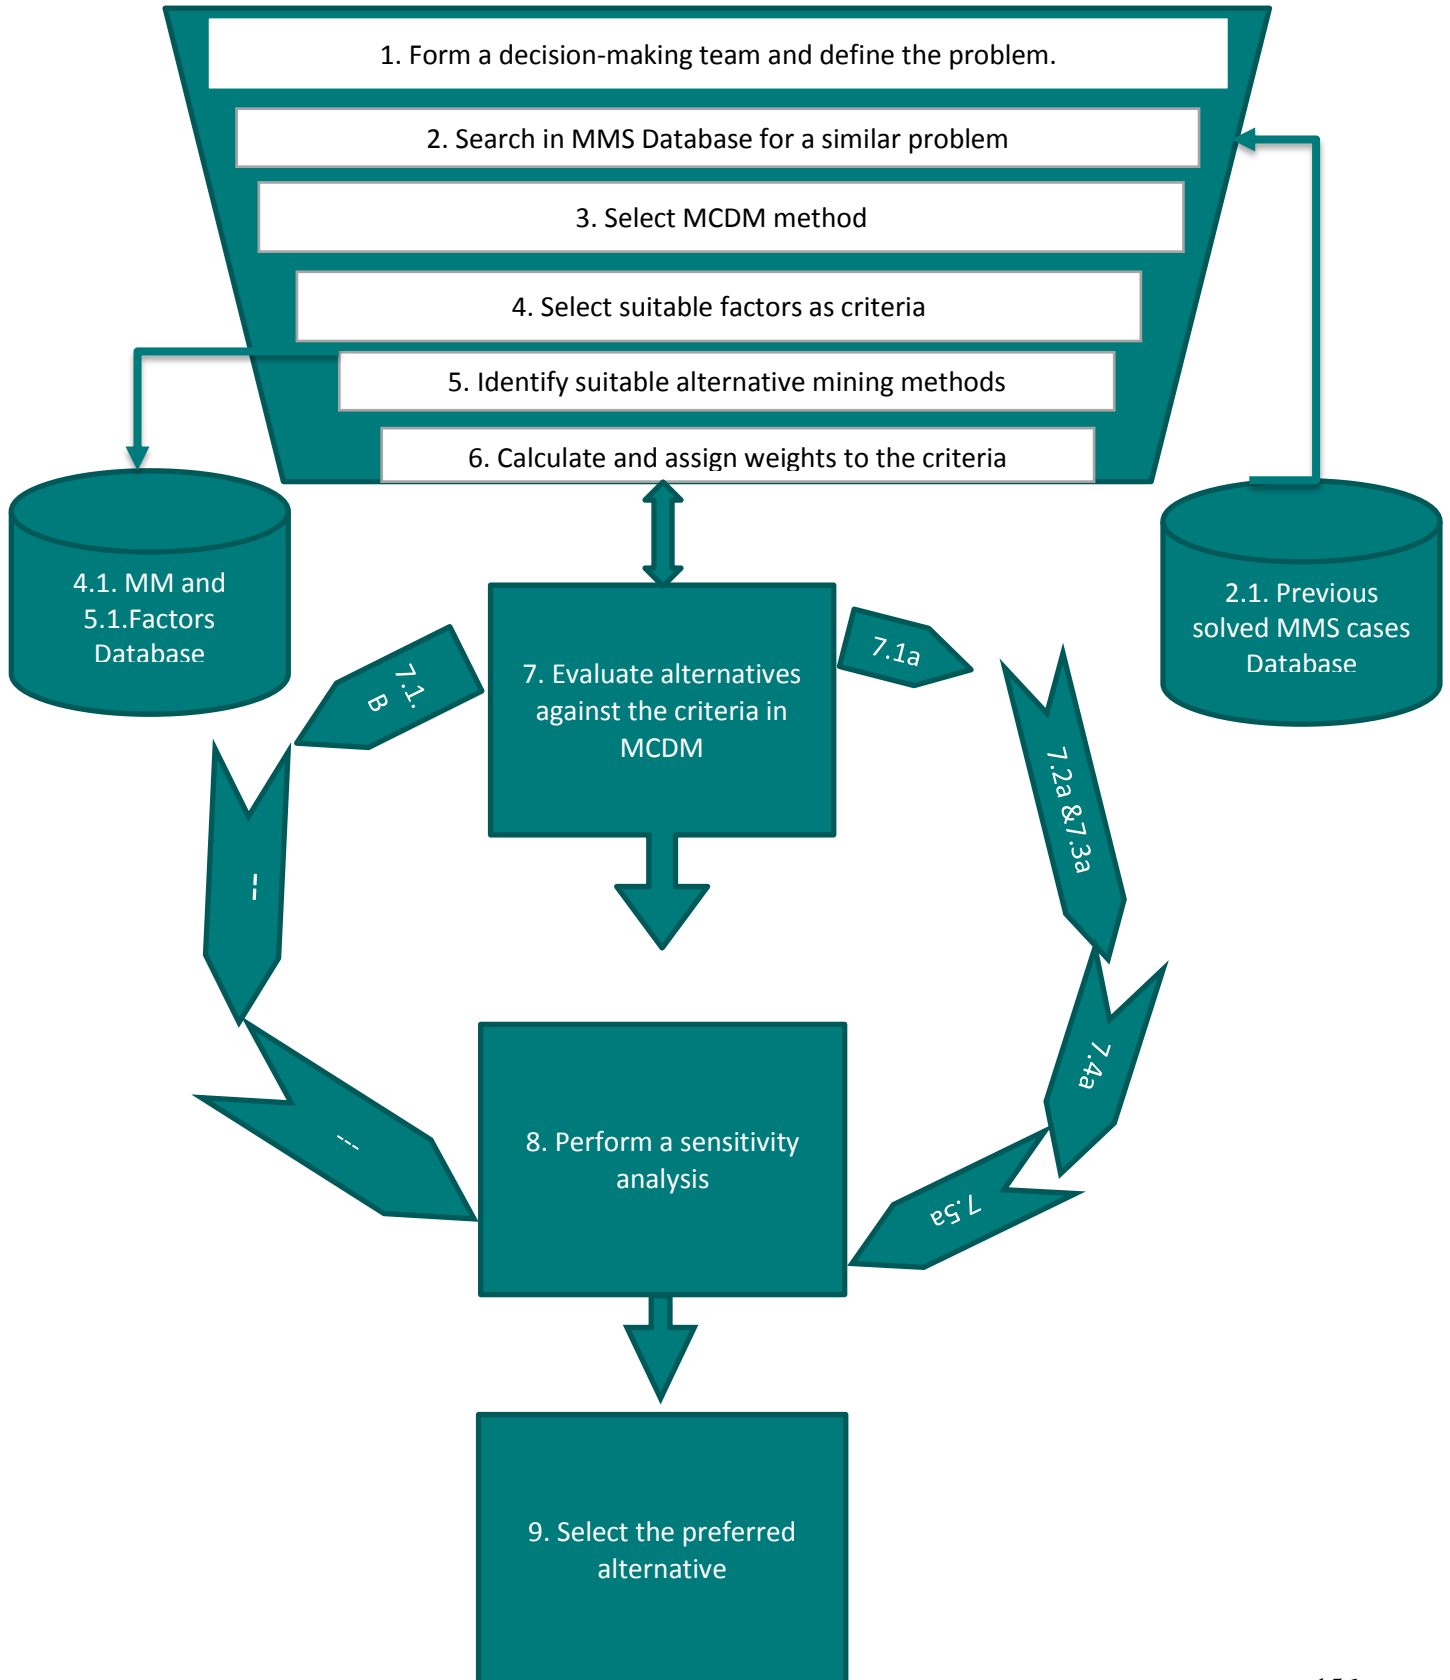 1. Form a decision-making team and define the problem.
2. Search in MMS Database for a similar problem
3. Select MCDM method
4. Select suitable factors as criteria
5. Identify suitable alternative mining methods
6. Calculate and assign weights to the criteria
4.1. MM and
5.1.Factors
Database
2.1. Previous
solved MMS cases
Database
7. Evaluate alternatives
against the criteria in
MCDM
7.1.
B
--
---
7.1a
7.2a &7.3a
7.4a
7.5a
8. Perform a sensitivity
analysis
9. Select the preferred
alternative